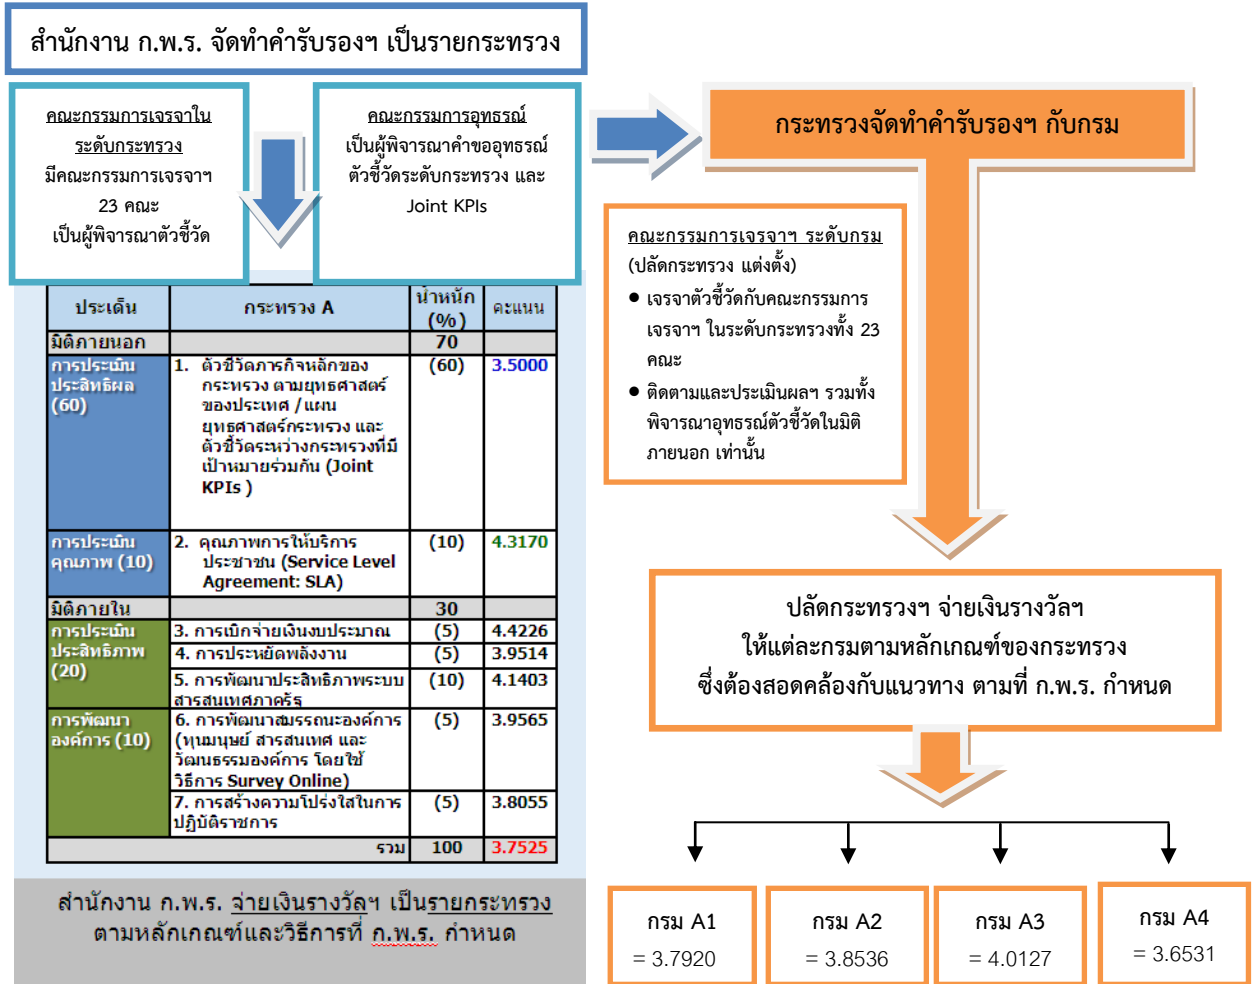 สำนักงาน ก.พ.ร. จัดทำคำรับรองฯ เป็นรายกระทรวง
คณะกรรมการเจรจาใน
ระดับกระทรวง
มีคณะกรรมการเจรจาฯ
23 คณะ
เป็นผู้พิจารณาตัวชี้วัด
คณะกรรมการอุทธรณ์
เป็นผู้พิจารณาคำขออุทธรณ์
ตัวชี้วัดระดับกระทรวง และ
Joint KPIs
กระทรวงจัดทำคำรับรองฯ กับกรม
คณะกรรมการเจรจาฯ ระดับกรม
(ปลัดกระทรวง แต่งตั้ง)
● เจรจาตัวชี้วัดกับคณะกรรมการ
เจรจาฯ ในระดับกระทรวงทั้ง 23
คณะ
● ติดตามและประเมินผลฯ รวมทั้ง
พิจารณาอุทธรณ์ตัวชี้วัดในมิติ
ภายนอก เท่านั้น
ประเด็น กระทรวง A น้ำหนัก (%) คะแนน
มิติภายนอก 70
การประเมิน
ประสิทธิผล
(60)
1. ตัวชี้วัดภารกิจหลักของ
กระทรวง ตามยุทธศาสตร์
ของประเทศ /แผน
ยุทธศาสตร์กระทรวง และ
ตัวชี้วัดระหว่างกระทรวงที่มี
เป้าหมายร่วมกัน (Joint
KPIs )
(60) 3.5000
การประเมิน
คุณภาพ (10)
2. คุณภาพการให้บริการ
ประชาชน (Service Level
Agreement: SLA)
(10) 4.3170
มิติภายใน 30
การประเมิน
ประสิทธิภาพ
(20)
3. การเบิกจ่ายเงินงบประมาณ (5) 4.4226
4. การประหยัดพลังงาน (5) 3.9514
5. การพัฒนาประสิทธิภาพระบบ
สารสนเทศภาครัฐ
(10) 4.1403
การพัฒนา
องค์การ (10)
6. การพัฒนาสมรรถนะองค์การ
(ทุนมนุษย์ สารสนเทศ และ
วัฒนธรรมองค์การ โดยใช้
วิธีการ Survey Online)
(5) 3.9565
7. การสร้างความโปร่งใสในการ
ปฏิบัติราชการ
(5) 3.8055
รวม 100 3.7525
สำนักงาน ก.พ.ร. จ่ายเงินรางวัลฯ เป็นรายกระทรวง
ตามหลักเกณฑ์และวิธีการที่ ก.พ.ร. กำหนด
ปลัดกระทรวงฯ จ่ายเงินรางวัลฯ
ให้แต่ละกรมตามหลักเกณฑ์ของกระทรวง
ซึ่งต้องสอดคล้องกับแนวทาง ตามที่ ก.พ.ร. กำหนด
กรม A1
= 3.7920
กรม A2
= 3.8536
กรม A3
= 4.0127
กรม A4
= 3.6531